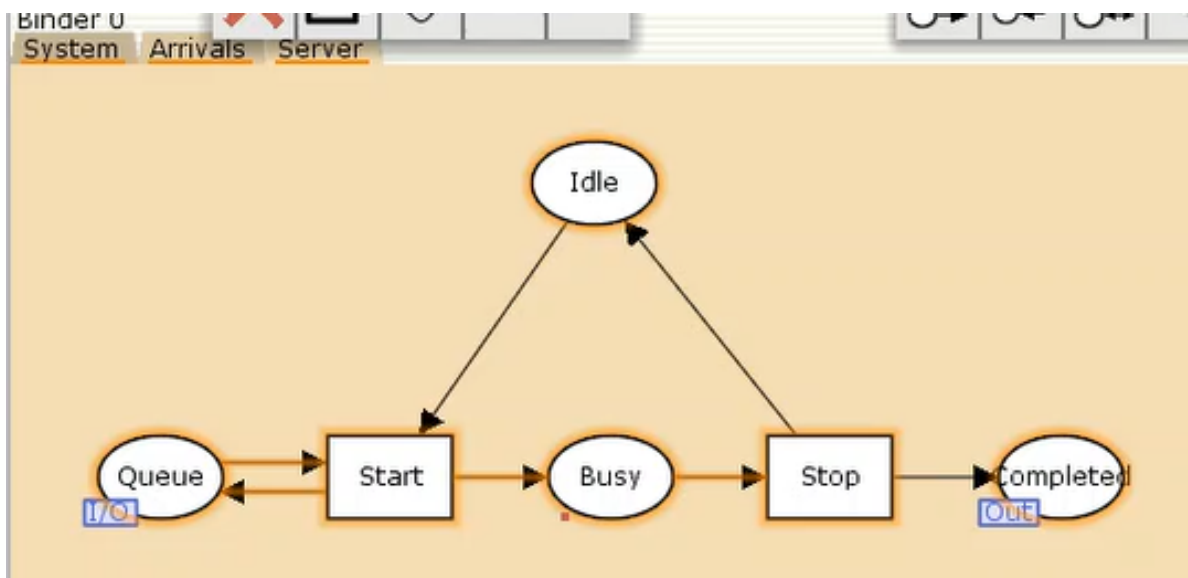 Binder 0
System Arrivals Server
Idle
Queue Start Busy Stop Completed
I/O Out